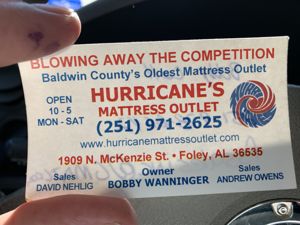 BLOWING AWAY THE COMPETITION
Baldwin County's Oldest Mattress Outlet
OPEN
10 - 5
MON - SAT
HURRICANE'S
MATTRESS OUTLET
(251) 971-2625
www.hurricanemattressoutlet.com
1909 N. McKenzie St. • Foley, AL 36535
Sales
DAVID NEHLIG
Owner
BOBBY WANNINGER
Sales
ANDREW OWENS